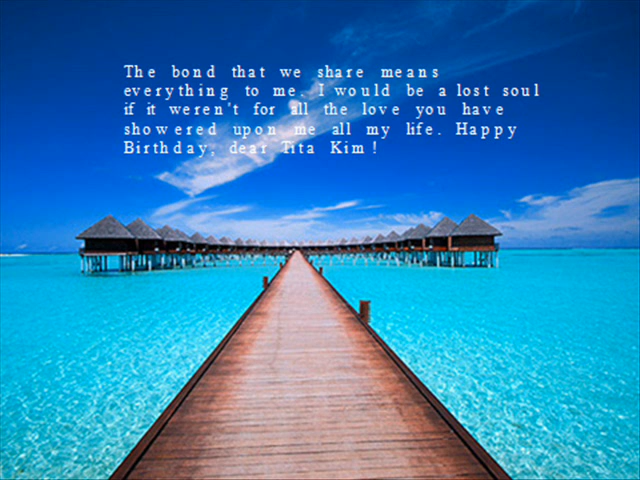 The bond that we share means
everything to me. I would be a lost soul
if it weren't for all the love you have
showered upon me all my life. Happy
Birthday, dear Tita Kim!